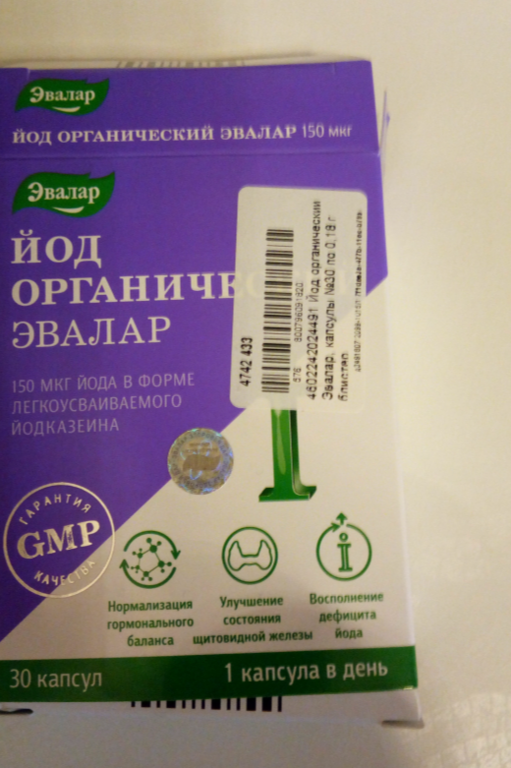 Эвалар
ЙОД ОРГАНИЧЕСКИЙ ЭВАЛАР 150 мкг
Эвалар
ЙОД
ОРГАНИЧЕ
ЭВАЛАР
150 МКГ ЙОДА В ФОРМЕ
ЛЕГКОУСВАИВАЕМОГО
ЙОДКАЗЕИНА
4742 433
578
4602242024491 Йод органический
Эвалар, капсулы №30 по 0,18 г
блистер
I
ГАРАНТИЯ
GMP
КАЧЕСТВА
Нормализация
гормонального
баланса
Улучшение
состояния
щитовидной железы
Восполнение
дефицита
йода
30 капсул
1 капсула в день